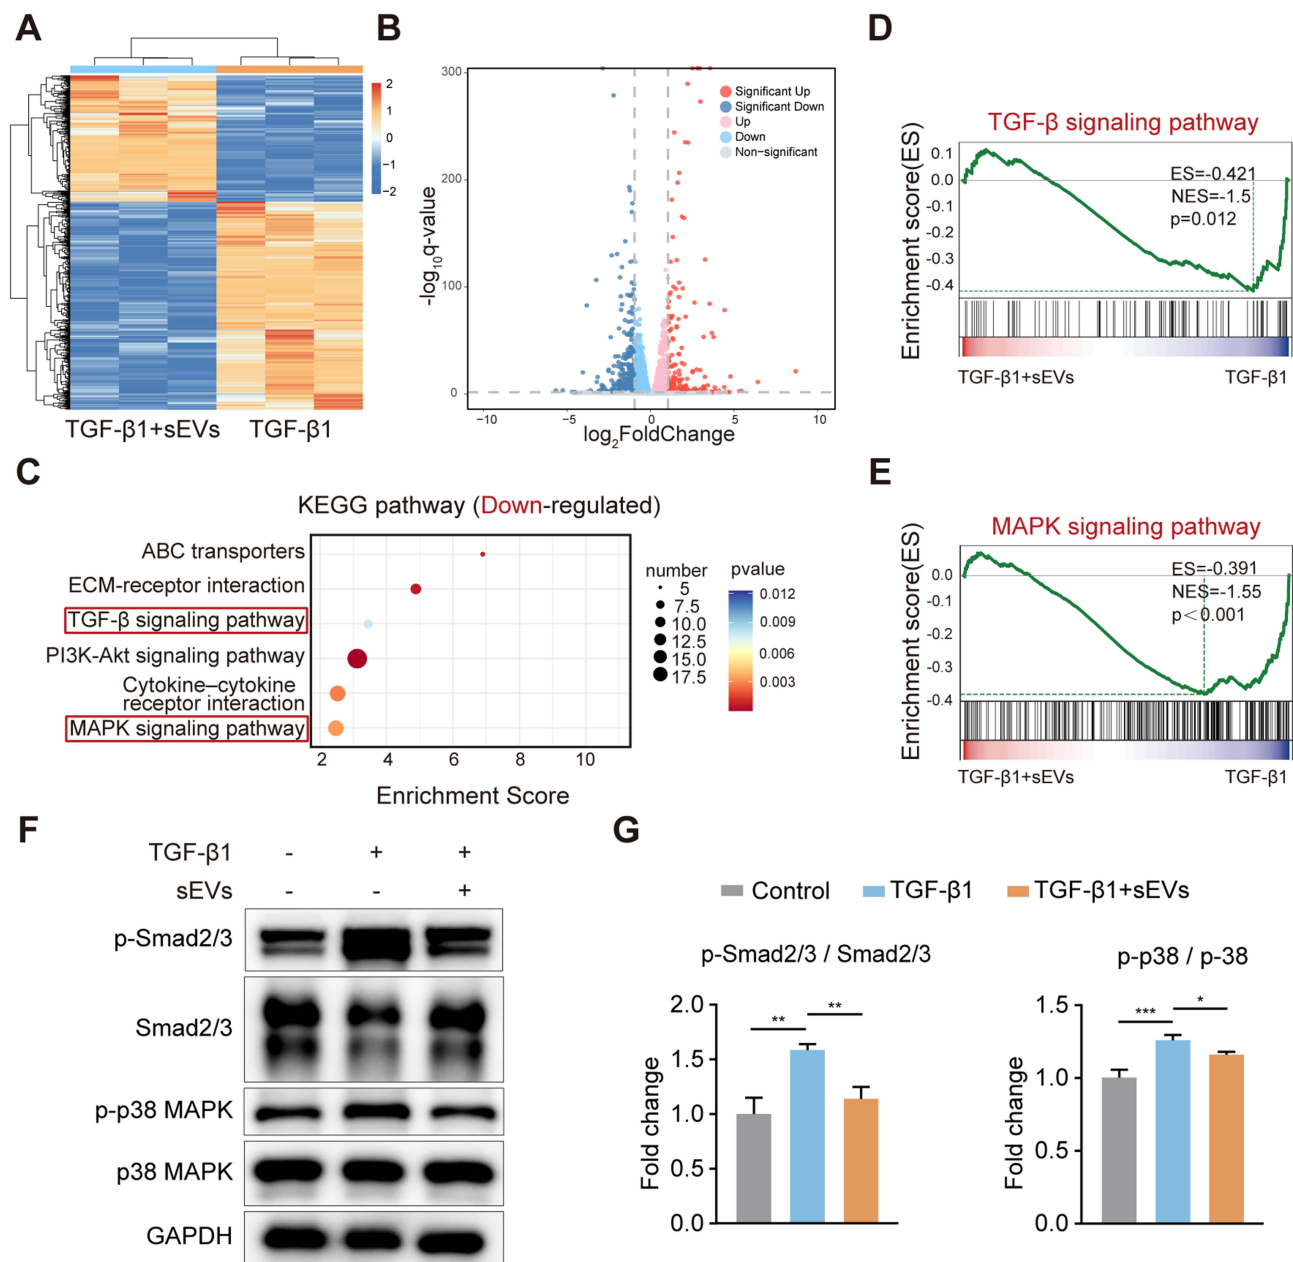 A
2
1
0
−1
−2
TGF-β1+sEVs
TGF-β1
B
-log10q-value
300
200
100
0
Significant Up
Significant Down
Up
Down
Non−significant
−10
−5
0
5
10
log2FoldChange
C
KEGG pathway (Down-regulated)
ABC transporters
ECM-receptor interaction
TGF-β signaling pathway
PI3K-Akt signaling pathway
Cytokine–cytokine
receptor interaction
MAPK signaling pathway
2
4
6
8
10
Enrichment Score
number
5
7.5
10.0
12.5
15.0
17.5
pvalue
0.012
0.009
0.006
0.003
D
TGF-β signaling pathway
Enrichment score(ES)
0.1
0.0
-0.1
-0.2
-0.3
-0.4
ES=-0.421
NES=-1.5
p=0.012
TGF-β1+sEVs
TGF-β1
E
MAPK signaling pathway
Enrichment score(ES)
0.0
-0.1
-0.2
-0.3
-0.4
ES=-0.391
NES=-1.55
p<0.001
TGF-β1+sEVs
TGF-β1
F
TGF-β1 - + +
sEVs - - +
p-Smad2/3
Smad2/3
p-p38 MAPK
p38 MAPK
GAPDH
G
Control
TGF-β1
TGF-β1+sEVs
p-Smad2/3 / Smad2/3
Fold change
2.0
1.5
1.0
0.5
0.0
**
**
p-p38 / p-38
Fold change
1.5
1.0
0.5
0.0
***
*